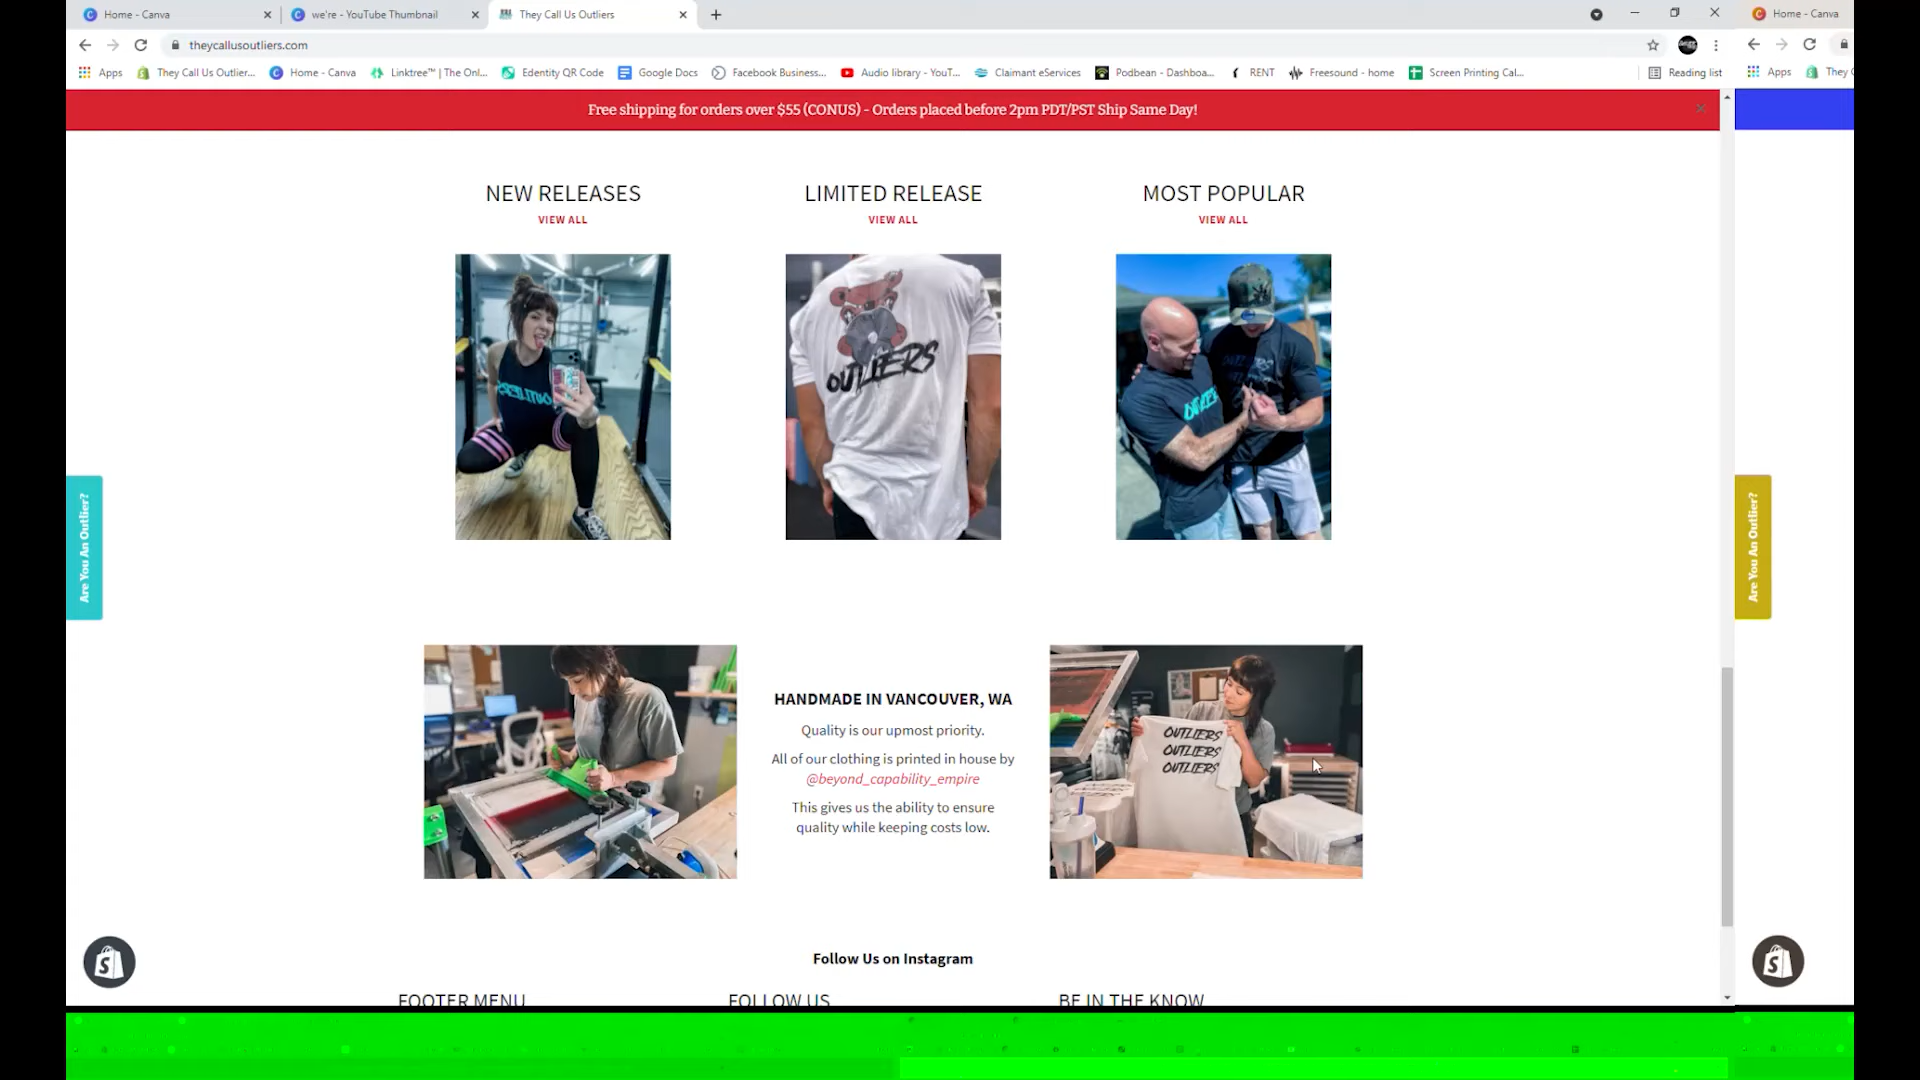 Home - Canva
we're - YouTube Thumbnail
They Call Us Outliers
Home - Canva
theycallusoutliers.com
Apps
They Call Us Outlier...
Home - Canva
Linktree™ | The Onl...
Edentity QR Code
Google Docs
Facebook Business...
Audio library - YouT...
Claimant eServices
Podbean - Dashboa...
RENT
Freesound - home
Screen Printing Cal...
Reading list
Apps
They C
Free shipping for orders over $55 (CONUS) - Orders placed before 2pm PDT/PST Ship Same Day!
NEW RELEASES
LIMITED RELEASE
MOST POPULAR
VIEW ALL
VIEW ALL
VIEW ALL
OUTLIERS
Are You An Outlier?
Are You An Outlier?
HANDMADE IN VANCOUVER, WA
Quality is our upmost priority.
All of our clothing is printed in house by
@beyond_capability_empire
This gives us the ability to ensure
quality while keeping costs low.
OUTLIERS
OUTLIERS
OUTLIERS
Follow Us on Instagram
FOOTER MENU
FOLLOW US
BE IN THE KNOW